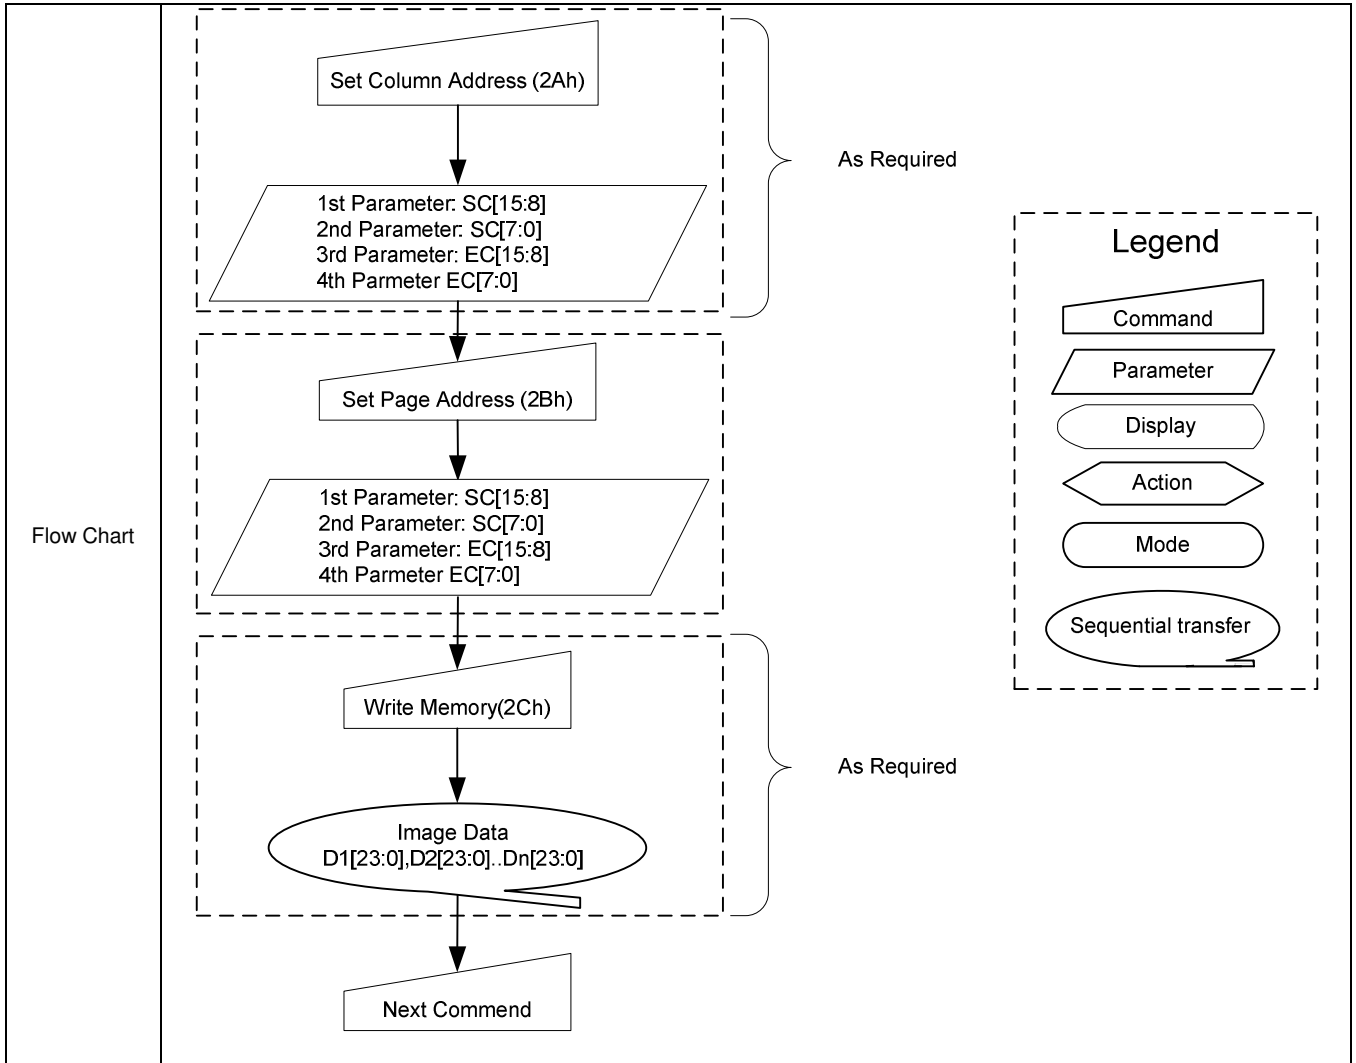 Flow Chart
Set Column Address (2Ah)
1st Parameter: SC[15:8]
2nd Parameter: SC[7:0]
3rd Parameter: EC[15:8]
4th Parmeter EC[7:0]
As Required
Set Page Address (2Bh)
1st Parameter: SC[15:8]
2nd Parameter: SC[7:0]
3rd Parameter: EC[15:8]
4th Parmeter EC[7:0]
Write Memory(2Ch)
Image Data
D1[23:0],D2[23:0]..Dn[23:0]
As Required
Next Commend
Legend
Command
Parameter
Display
Action
Mode
Sequential transfer